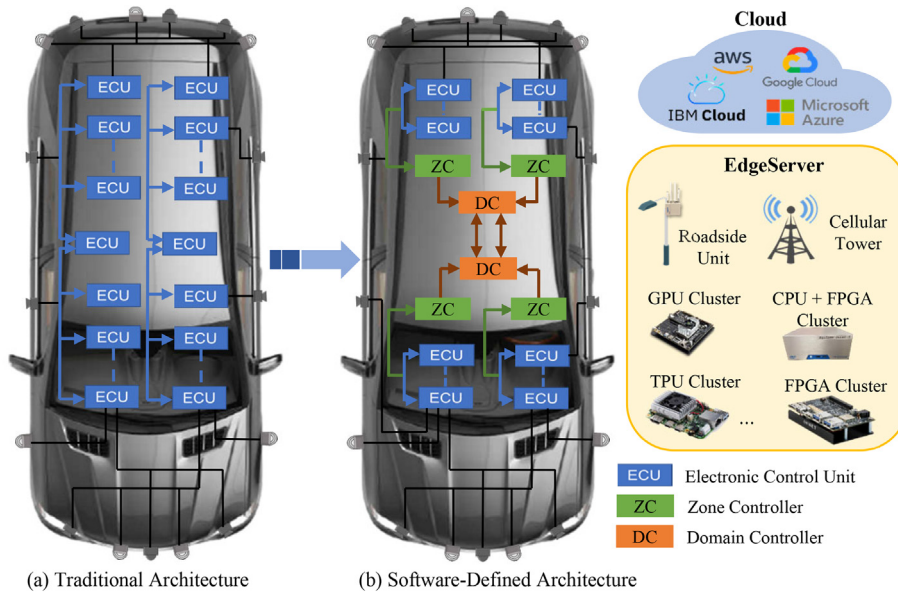 ECU
ECU
ECU
ECU
ECU
ECU
ECU
ECU
ECU
ECU
ECU
ECU
ECU
ECU
(a) Traditional Architecture
ECU
ECU
ECU
ECU
ZC
ZC
DC
DC
ZC
ZC
ECU
ECU
ECU
ECU
(b) Software-Defined Architecture
Cloud
aws
Google Cloud
IBM Cloud
Microsoft
Azure
EdgeServer
Roadside
Unit
Cellular
Tower
GPU Cluster
CPU + FPGA
Cluster
TPU Cluster
...
FPGA Cluster
ECU Electronic Control Unit
ZC Zone Controller
DC Domain Controller